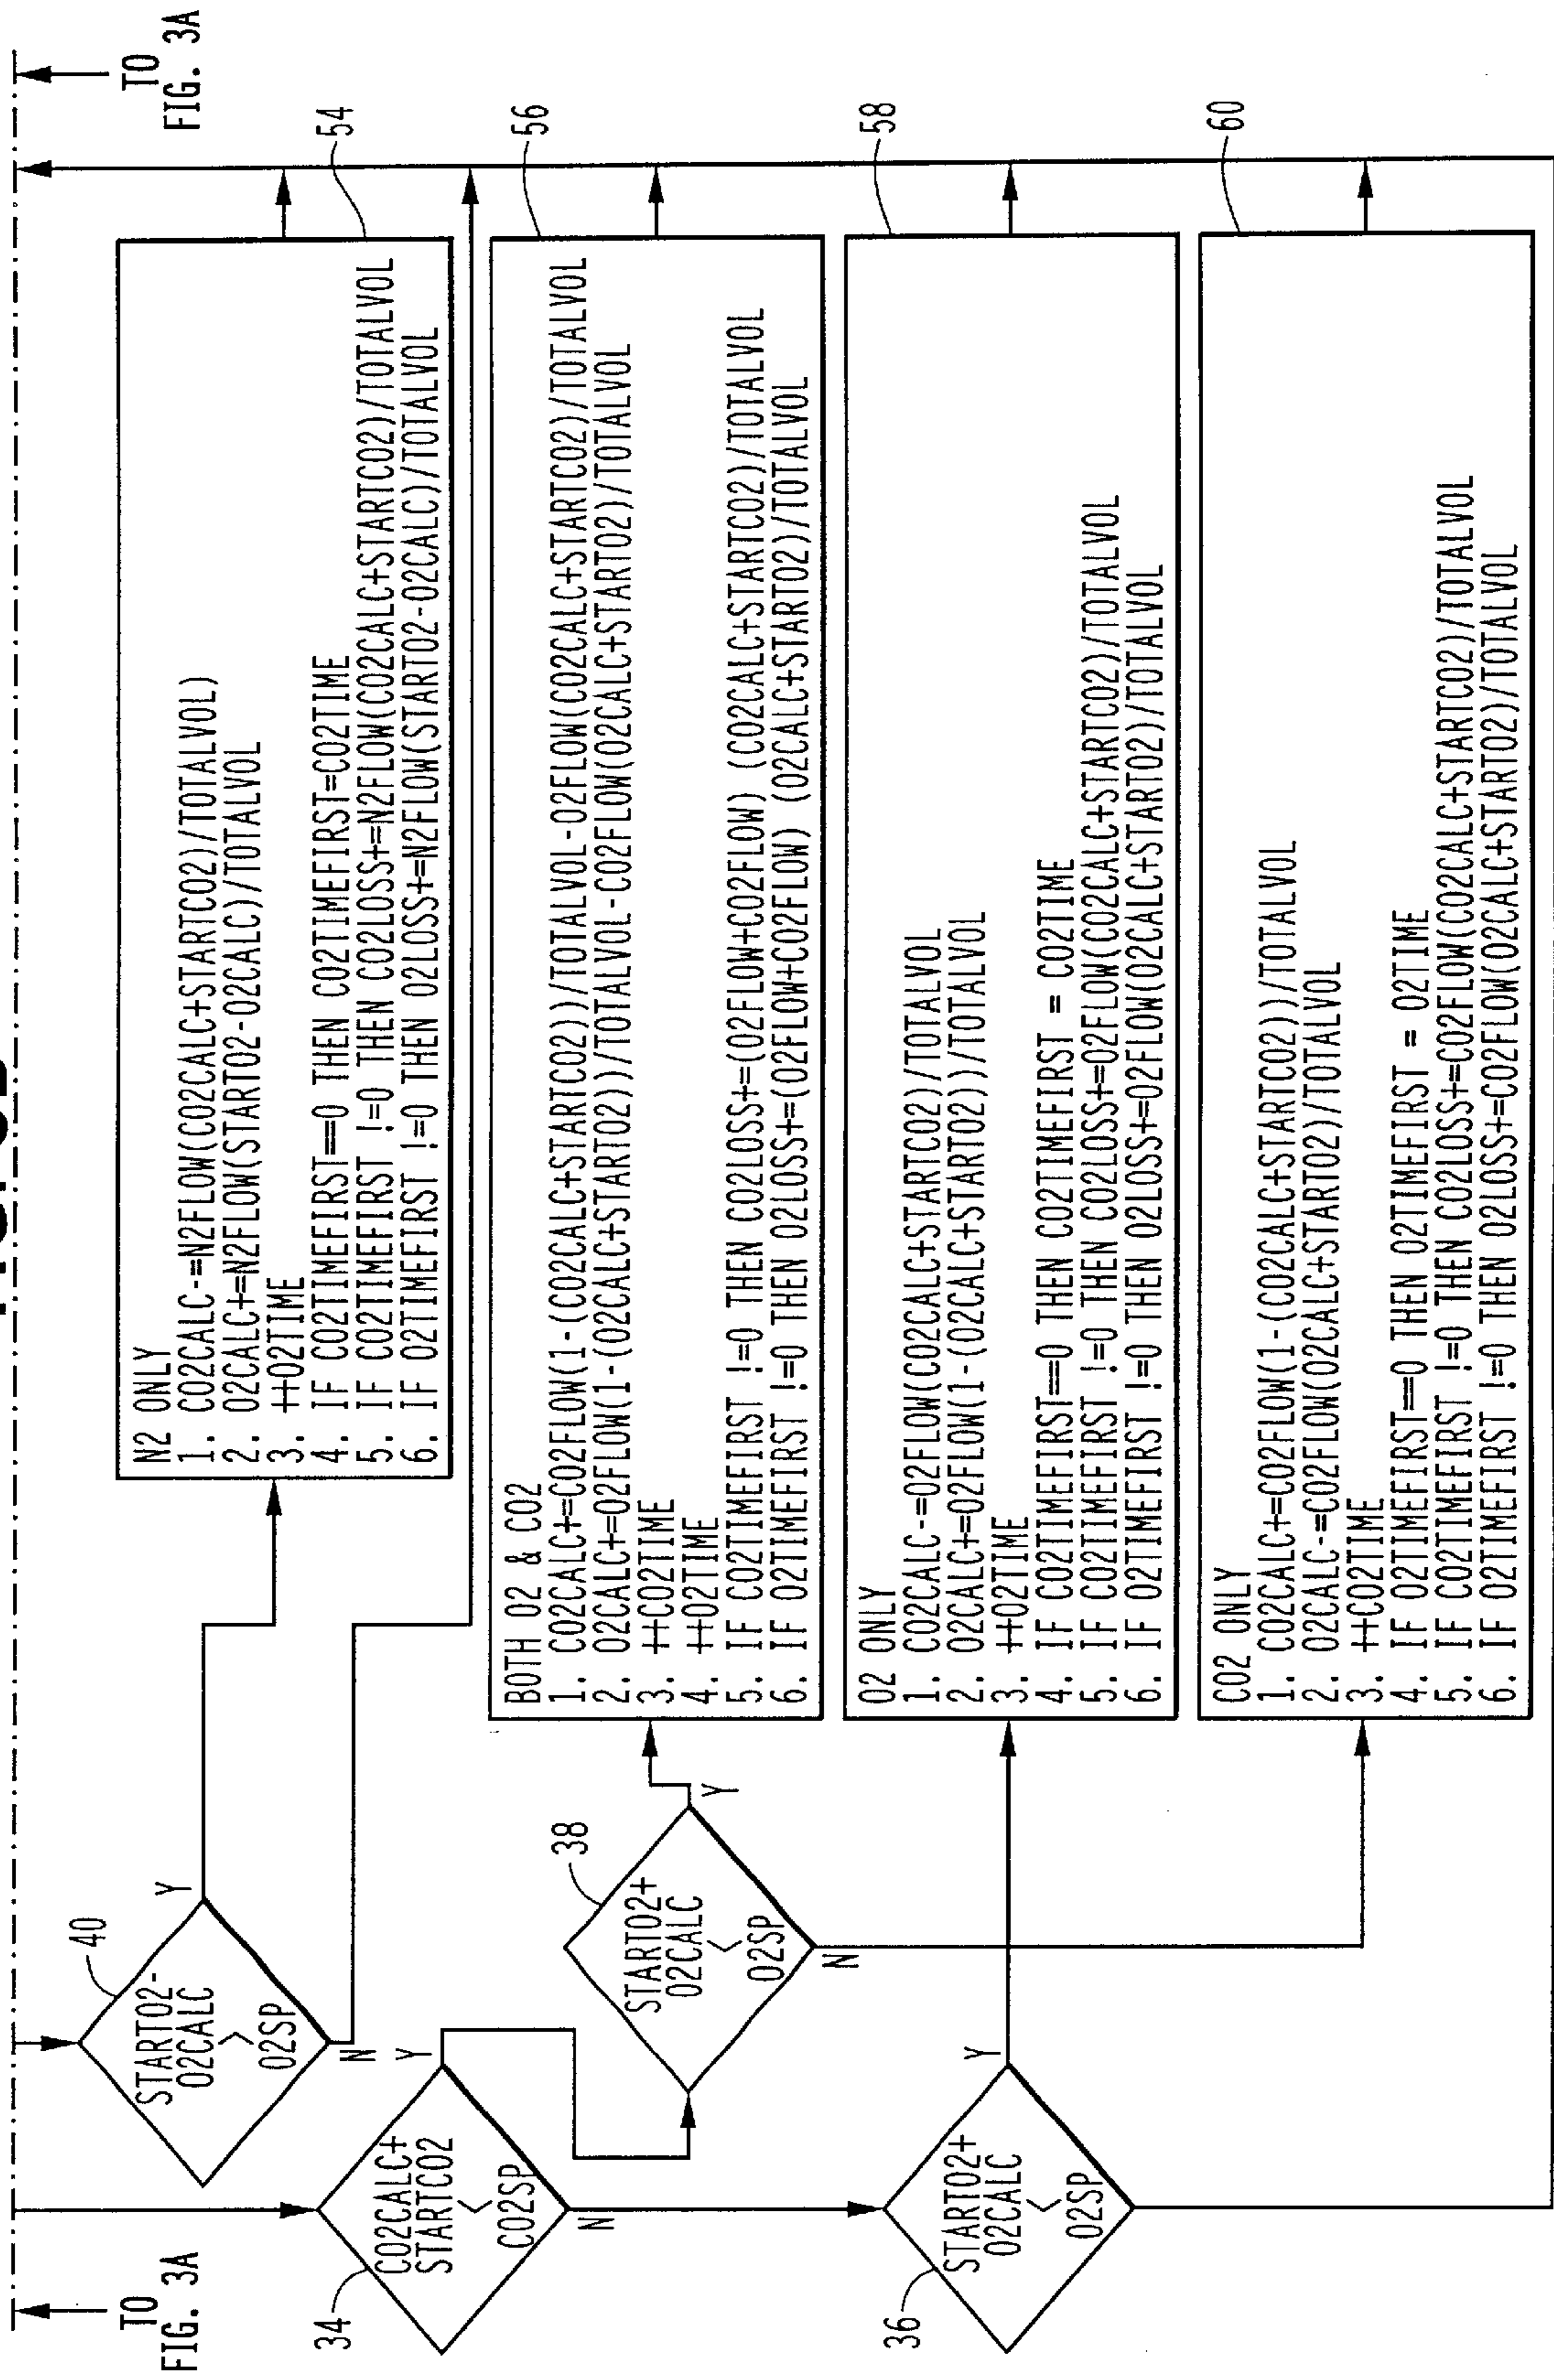 TO
FIG. 3A
TO
FIG. 3A
40
STARTO2-
O2CALC
>
O2SP
Y
N
N2 ONLY
1. CO2CALC-=N2FLOW(CO2CALC+STARTCO2)/TOTALVOL)
2. O2CALC+=N2FLOW(STARTO2-O2CALC)/TOTALVOL
3. ++O2TIME
4. IF CO2TIMEFIRST==0 THEN CO2TIMEFIRST=CO2TIME
5. IF CO2TIMEFIRST !=0 THEN CO2LOSS+=N2FLOW(CO2CALC+STARTCO2)/TOTALVOL
6. IF O2TIMEFIRST !=0 THEN O2LOSS+=N2FLOW(STARTO2-O2CALC)/TOTALVOL
54
34
CO2CALC+
STARTCO2
<
CO2SP
Y
N
38
STARTO2+
O2CALC
<
O2SP
Y
N
BOTH O2 & CO2
1. CO2CALC+=CO2FLOW(1-(CO2CALC+STARTCO2))/TOTALVOL-O2FLOW(CO2CALC+STARTCO2)/TOTALVOL
2. O2CALC+=O2FLOW(1-(O2CALC+STARTO2))/TOTALVOL-CO2FLOW(O2CALC+STARTO2)/TOTALVOL
3. ++CO2TIME
4. ++O2TIME
5. IF CO2TIMEFIRST !=0 THEN CO2LOSS+=(O2FLOW+CO2FLOW) (CO2CALC+STARTCO2)/TOTALVOL
6. IF O2TIMEFIRST !=0 THEN O2LOSS+=(O2FLOW+CO2FLOW) (O2CALC+STARTO2)/TOTALVOL
56
36
STARTO2+
O2CALC
<
O2SP
Y
O2 ONLY
1. CO2CALC-=O2FLOW(CO2CALC+STARTCO2)/TOTALVOL
2. O2CALC+=O2FLOW(1-(O2CALC+STARTO2))/TOTALVOL
3. ++O2TIME
4. IF CO2TIMEFIRST==0 THEN CO2TIMEFIRST = CO2TIME
5. IF CO2TIMEFIRST !=0 THEN CO2LOSS+=O2FLOW(CO2CALC+STARTCO2)/TOTALVOL
6. IF O2TIMEFIRST !=0 THEN O2LOSS+=O2FLOW(O2CALC+STARTO2)/TOTALVOL
58
CO2 ONLY
1. CO2CALC+=CO2FLOW(1-(CO2CALC+STARTCO2))/TOTALVOL
2. O2CALC-=CO2FLOW(O2CALC+STARTO2)/TOTALVOL
3. ++CO2TIME
4. IF O2TIMEFIRST==0 THEN O2TIMEFIRST = O2TIME
5. IF CO2TIMEFIRST !=0 THEN CO2LOSS+=CO2FLOW(CO2CALC+STARTCO2)/TOTALVOL
6. IF O2TIMEFIRST !=0 THEN O2LOSS+=CO2FLOW(O2CALC+STARTO2)/TOTALVOL
60